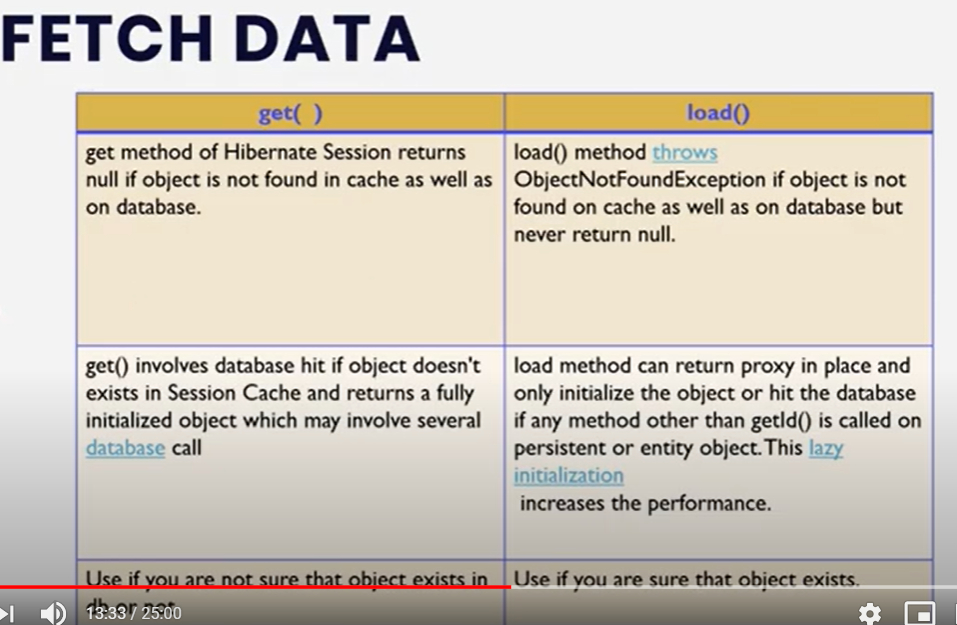 FETCH DATA
get( )
load()
get method of Hibernate Session returns
null if object is not found in cache as well as
on database.
load() method throws
ObjectNotFoundException if object is not
found on cache as well as on database but
never return null.
get() involves database hit if object doesn't
exists in Session Cache and returns a fully
initialized object which may involve several
database call
load method can return proxy in place and
only initialize the object or hit the database
if any method other than getId() is called on
persistent or entity object. This lazy
initialization
increases the performance.
Use if you are not sure that object exists in
db or not
Use if you are sure that object exists.
13:33 / 25:00